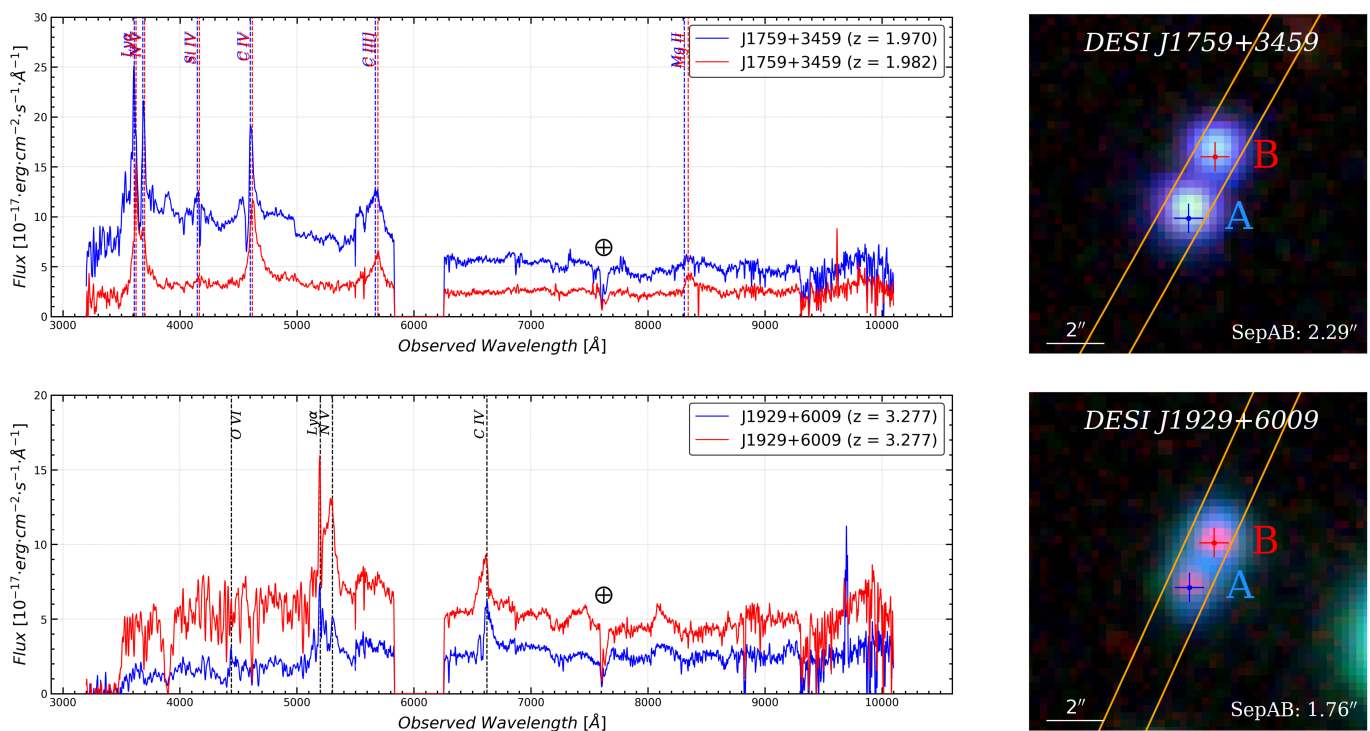 Flux [10⁻¹⁷·erg·cm⁻²·s⁻¹·Å⁻¹]
30
25
20
15
10
5
0
Lyα
N V
Si IV
C IV
C III]
Mg II
J1759+3459 (z = 1.970)
J1759+3459 (z = 1.982)
3000 4000 5000 6000 7000 8000 9000 10000
Observed Wavelength [Å]
DESI J1759+3459
B
A
2″
SepAB: 2.29″
Flux [10⁻¹⁷·erg·cm⁻²·s⁻¹·Å⁻¹]
20
15
10
5
0
O VI
Lyα
N V
C IV
J1929+6009 (z = 3.277)
J1929+6009 (z = 3.277)
3000 4000 5000 6000 7000 8000 9000 10000
Observed Wavelength [Å]
DESI J1929+6009
B
A
2″
SepAB: 1.76″